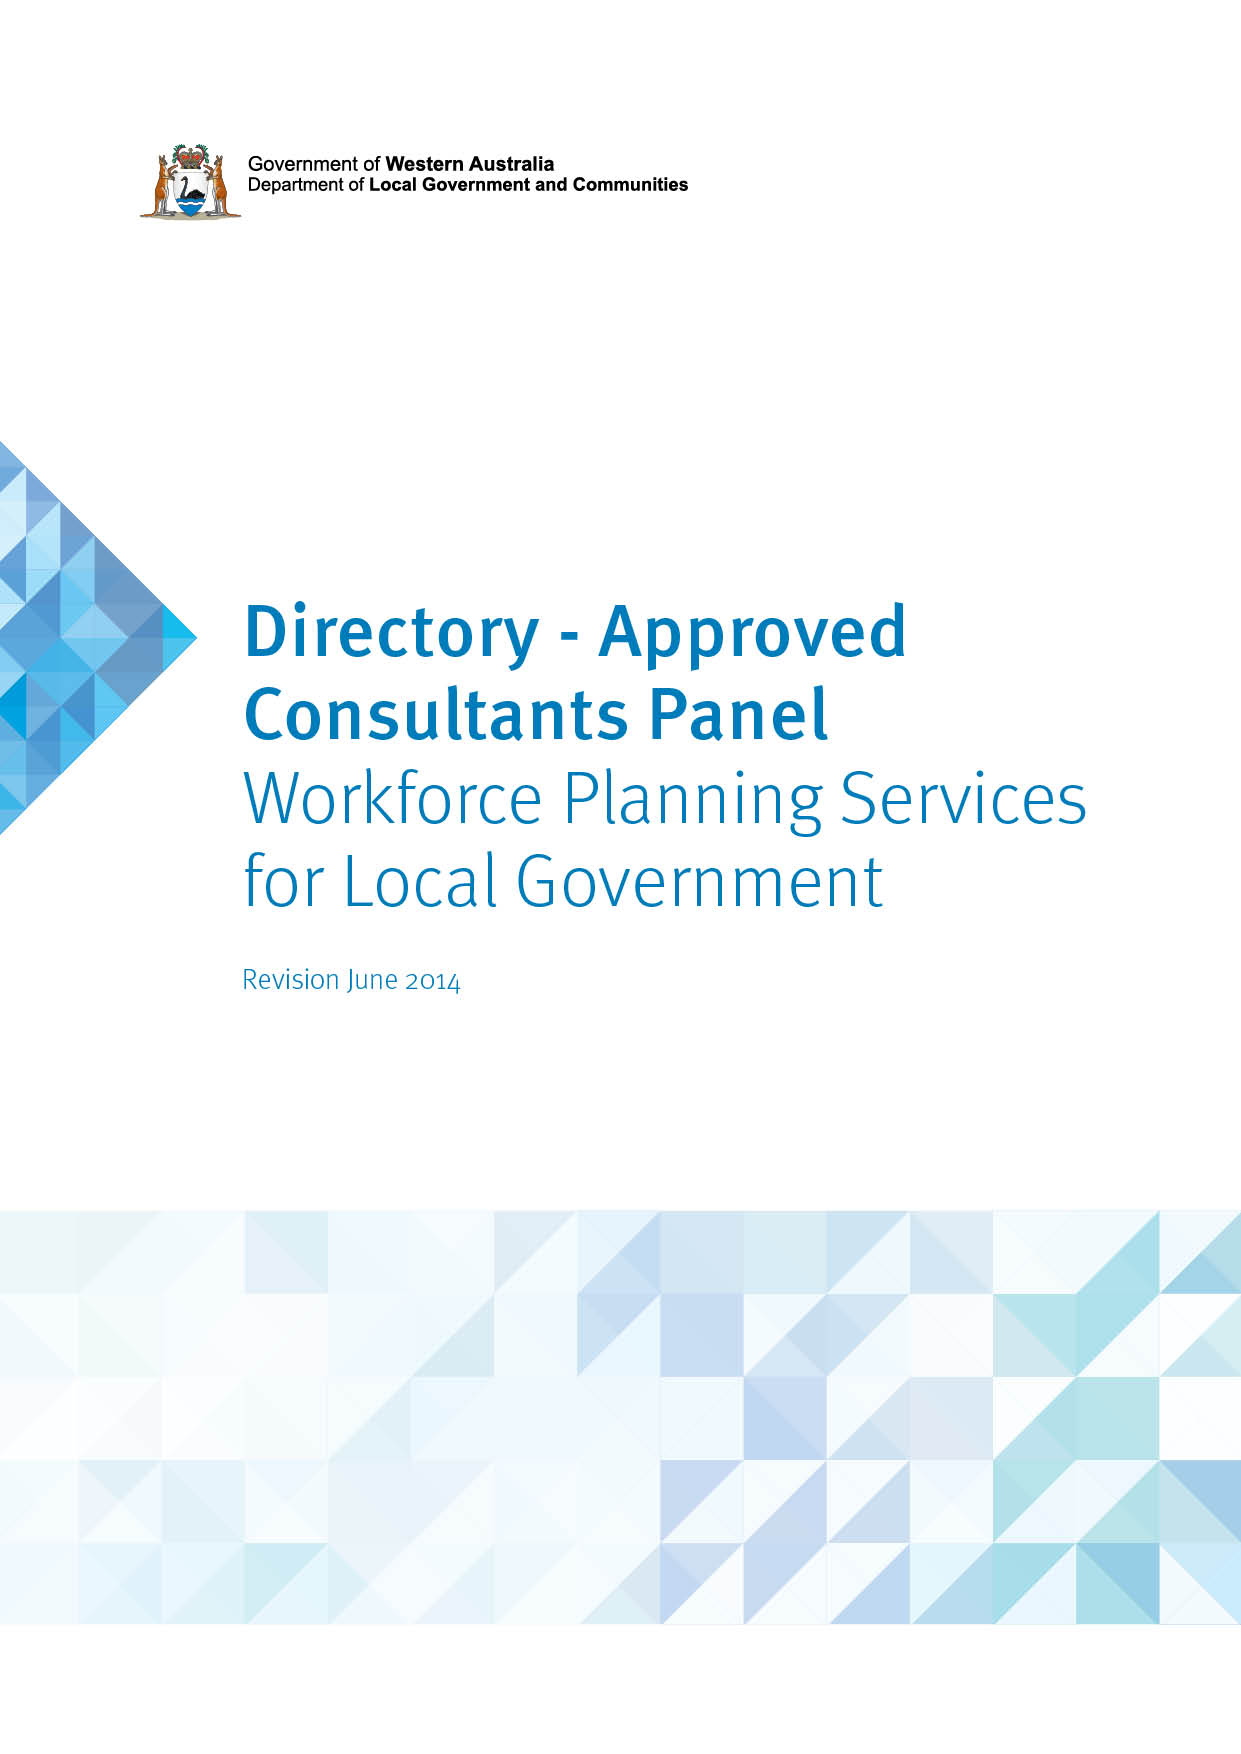 Government of Western Australia
Department of Local Government and Communities
Directory - Approved
Consultants Panel
Workforce Planning Services
for Local Government
Revision June 2014